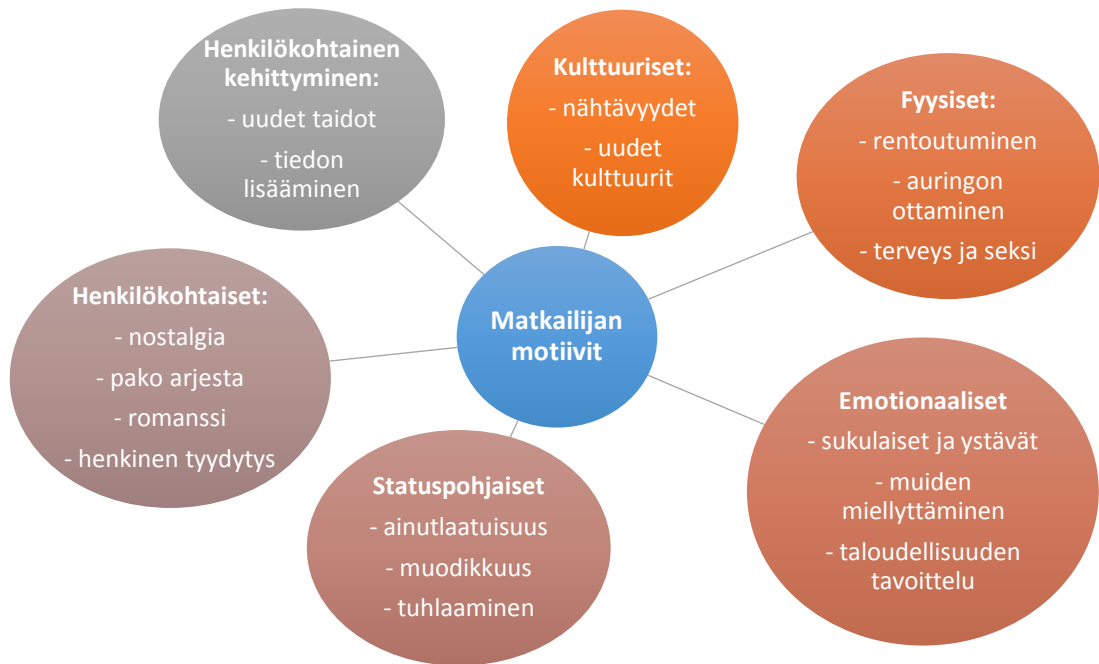 Henkilökohtainen
kehittyminen:
- uudet taidot
- tiedon
lisääminen
Kulttuuriset:
- nähtävyydet
- uudet
kulttuurit
Fyysiset:
- rentoutuminen
- auringon
ottaminen
- terveys ja seksi
Henkilökohtaiset:
- nostalgia
- pako arjesta
- romanssi
- henkinen tyydytys
Matkailijan
motiivit
Emotionaaliset
- sukulaiset ja ystävät
- muiden
miellyttäminen
- taloudellisuuden
tavoittelu
Statuspohjaiset
- ainutlaatuisuus
- muodikkuus
- tuhlaaminen